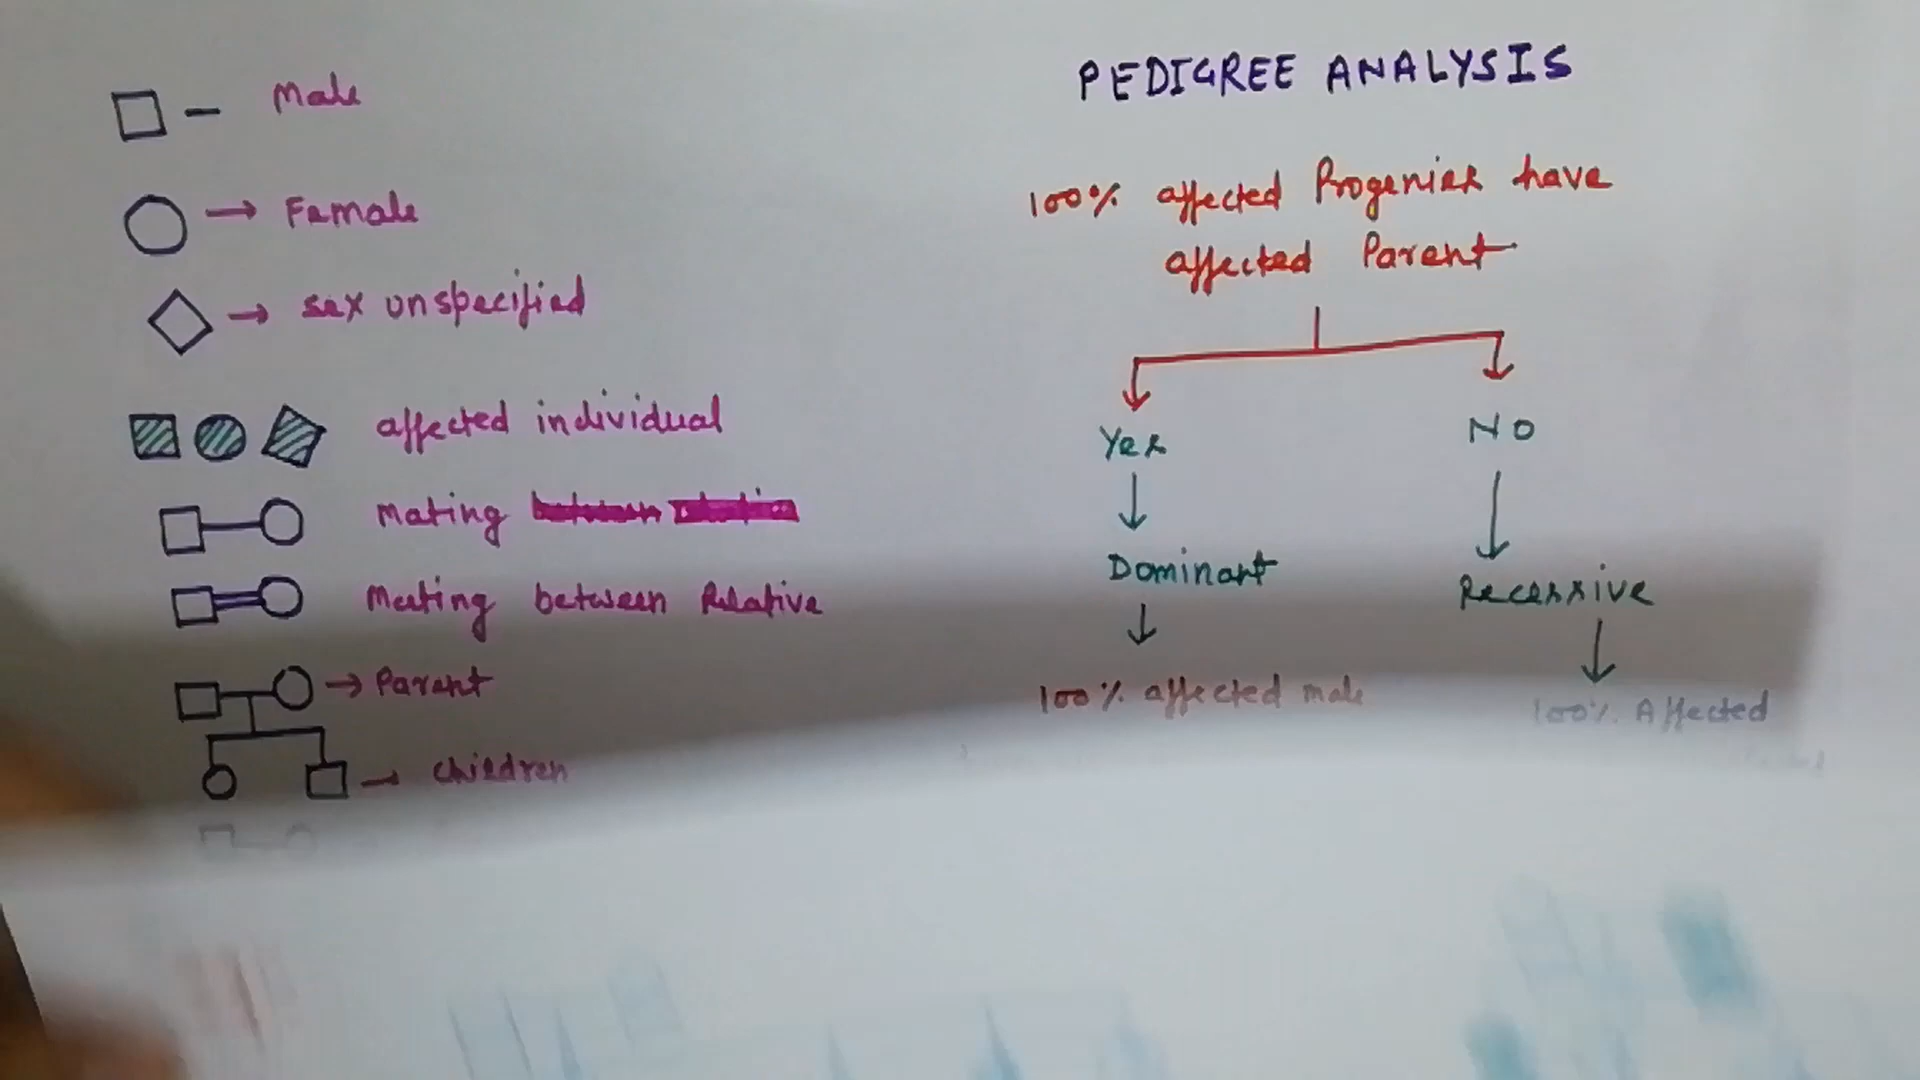 Male
Female
sex unspecified
affected individual
mating
Mating between Relative
Parent
children
PEDIGREE ANALYSIS
100% affected Progenies have
affected Parent
Yes
NO
Dominant
Recessive
100% affected male
100% Affected